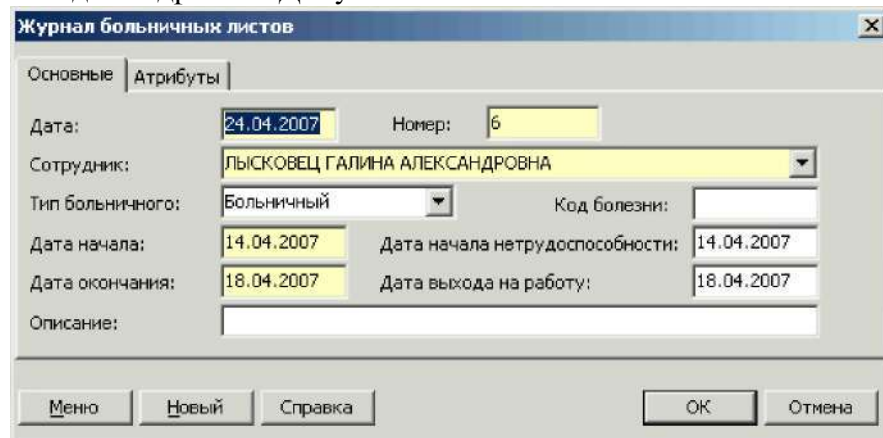 Журнал больничных листов
Основные Атрибуты
Дата: 24.04.2007 Номер: 6
Сотрудник: ЛЫСКОВЕЦ ГАЛИНА АЛЕКСАНДРОВНА
Тип больничного: Больничный Код болезни:
Дата начала: 14.04.2007 Дата начала нетрудоспособности: 14.04.2007
Дата окончания: 18.04.2007 Дата выхода на работу: 18.04.2007
Описание:
Меню Новый Справка ОК Отмена